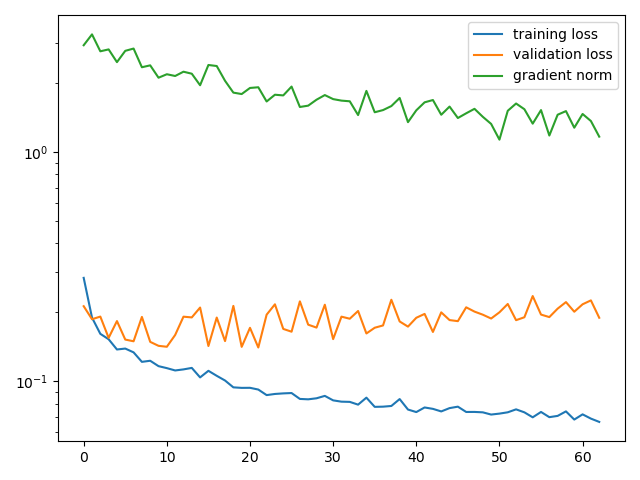 training loss
validation loss
gradient norm
10⁰
10⁻¹
0 10 20 30 40 50 60